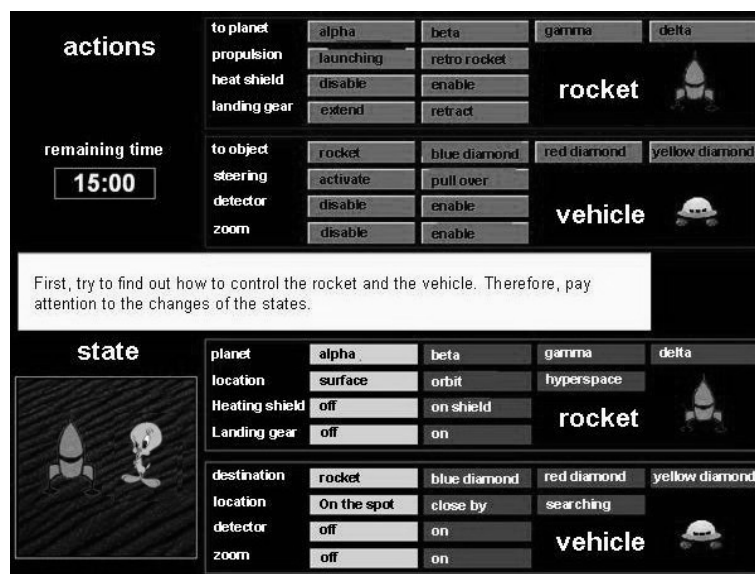 actions
to planet alpha beta gamma delta
propulsion launching retro rocket
heat shield disable enable
landing gear extend retract
rocket
remaining time
15:00
to object rocket blue diamond red diamond yellow diamond
steering activate pull over
detector disable enable
zoom disable enable
vehicle
First, try to find out how to control the rocket and the vehicle. Therefore, pay
attention to the changes of the states.
state
planet alpha beta gamma delta
location surface orbit hyperspace
Heating shield off on shield
Landing gear off on
rocket
destination rocket blue diamond red diamond yellow diamond
location On the spot close by searching
detector off on
zoom off on
vehicle